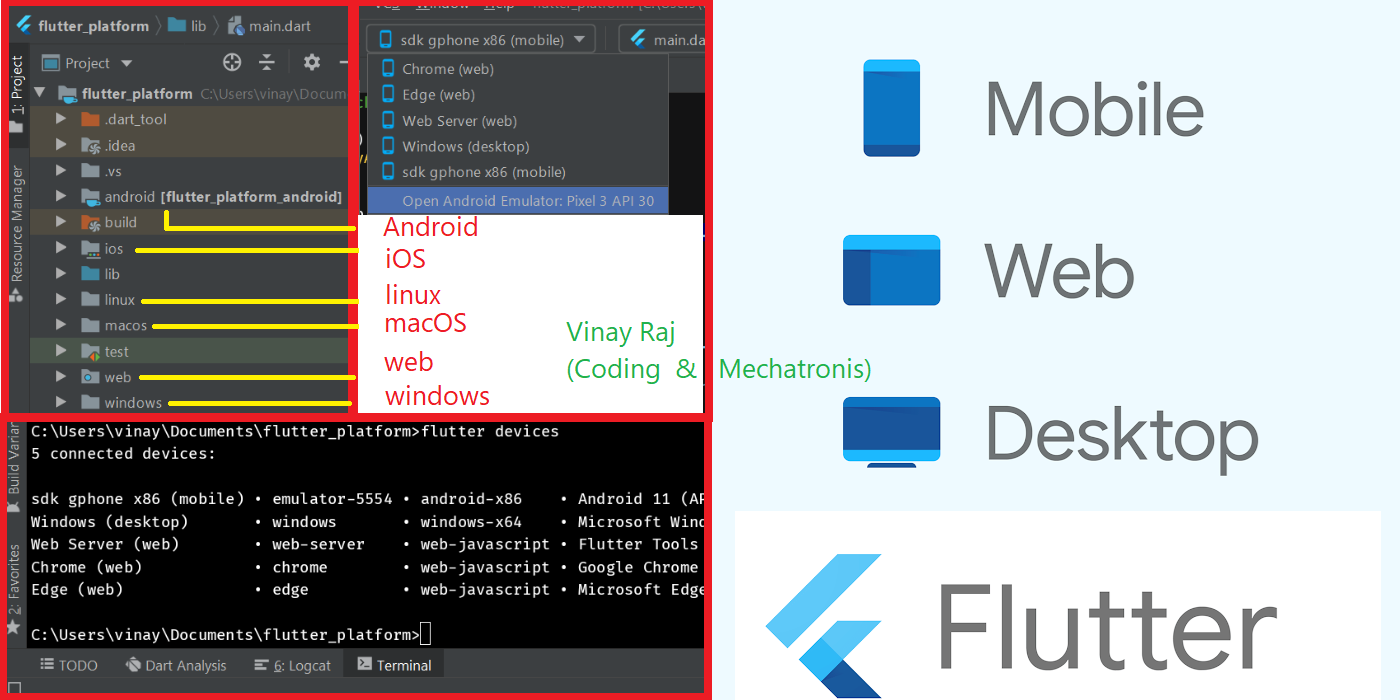 flutter_platform
lib
main.dart
Project
flutter_platform C:\Users\vinay\Docum
.dart_tool
.idea
.vs
android [flutter_platform_android]
build
ios
lib
linux
macos
test
web
windows
1: Project
Resource Manager
Window Help
sdk gphone x86 (mobile)
main.da
Chrome (web)
Edge (web)
Web Server (web)
Windows (desktop)
sdk gphone x86 (mobile)
Open Android Emulator: Pixel 3 API 30
Android
iOS
linux
macOS
web
windows
Vinay Raj
(Coding & Mechatronis)
Build Varian
2: Favorites
C:\Users\vinay\Documents\flutter_platform>flutter devices
5 connected devices:
sdk gphone x86 (mobile) • emulator-5554 • android-x86 • Android 11 (AP
Windows (desktop) • windows • windows-x64 • Microsoft Wind
Web Server (web) • web-server • web-javascript • Flutter Tools
Chrome (web) • chrome • web-javascript • Google Chrome
Edge (web) • edge • web-javascript • Microsoft Edge
C:\Users\vinay\Documents\flutter_platform>
TODO
Dart Analysis
6: Logcat
Terminal
Mobile
Web
Desktop
Flutter